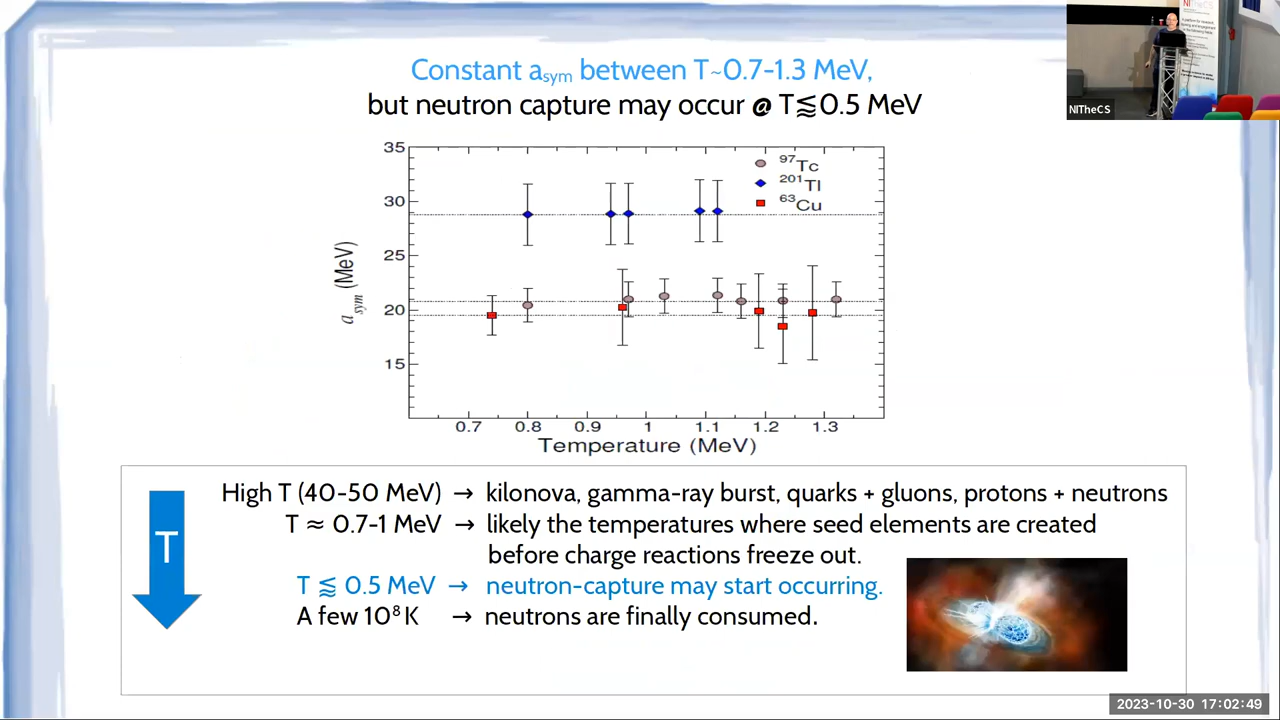 Constant aₛᵧₘ between T~0.7-1.3 MeV,
but neutron capture may occur @ T≨0.5 MeV
NITheCS
NITheCS
35
30
25
20
15
a sym (MeV)
⁹⁷Tc
²⁰¹Tl
⁶³Cu
0.7 0.8 0.9 1 1.1 1.2 1.3
Temperature (MeV)
T
High T (40-50 MeV) → kilonova, gamma-ray burst, quarks + gluons, protons + neutrons
T ≈ 0.7-1 MeV → likely the temperatures where seed elements are created
before charge reactions freeze out.
T ≨ 0.5 MeV → neutron-capture may start occurring.
A few 10⁸ K → neutrons are finally consumed.
2023-10-30 17:02:49